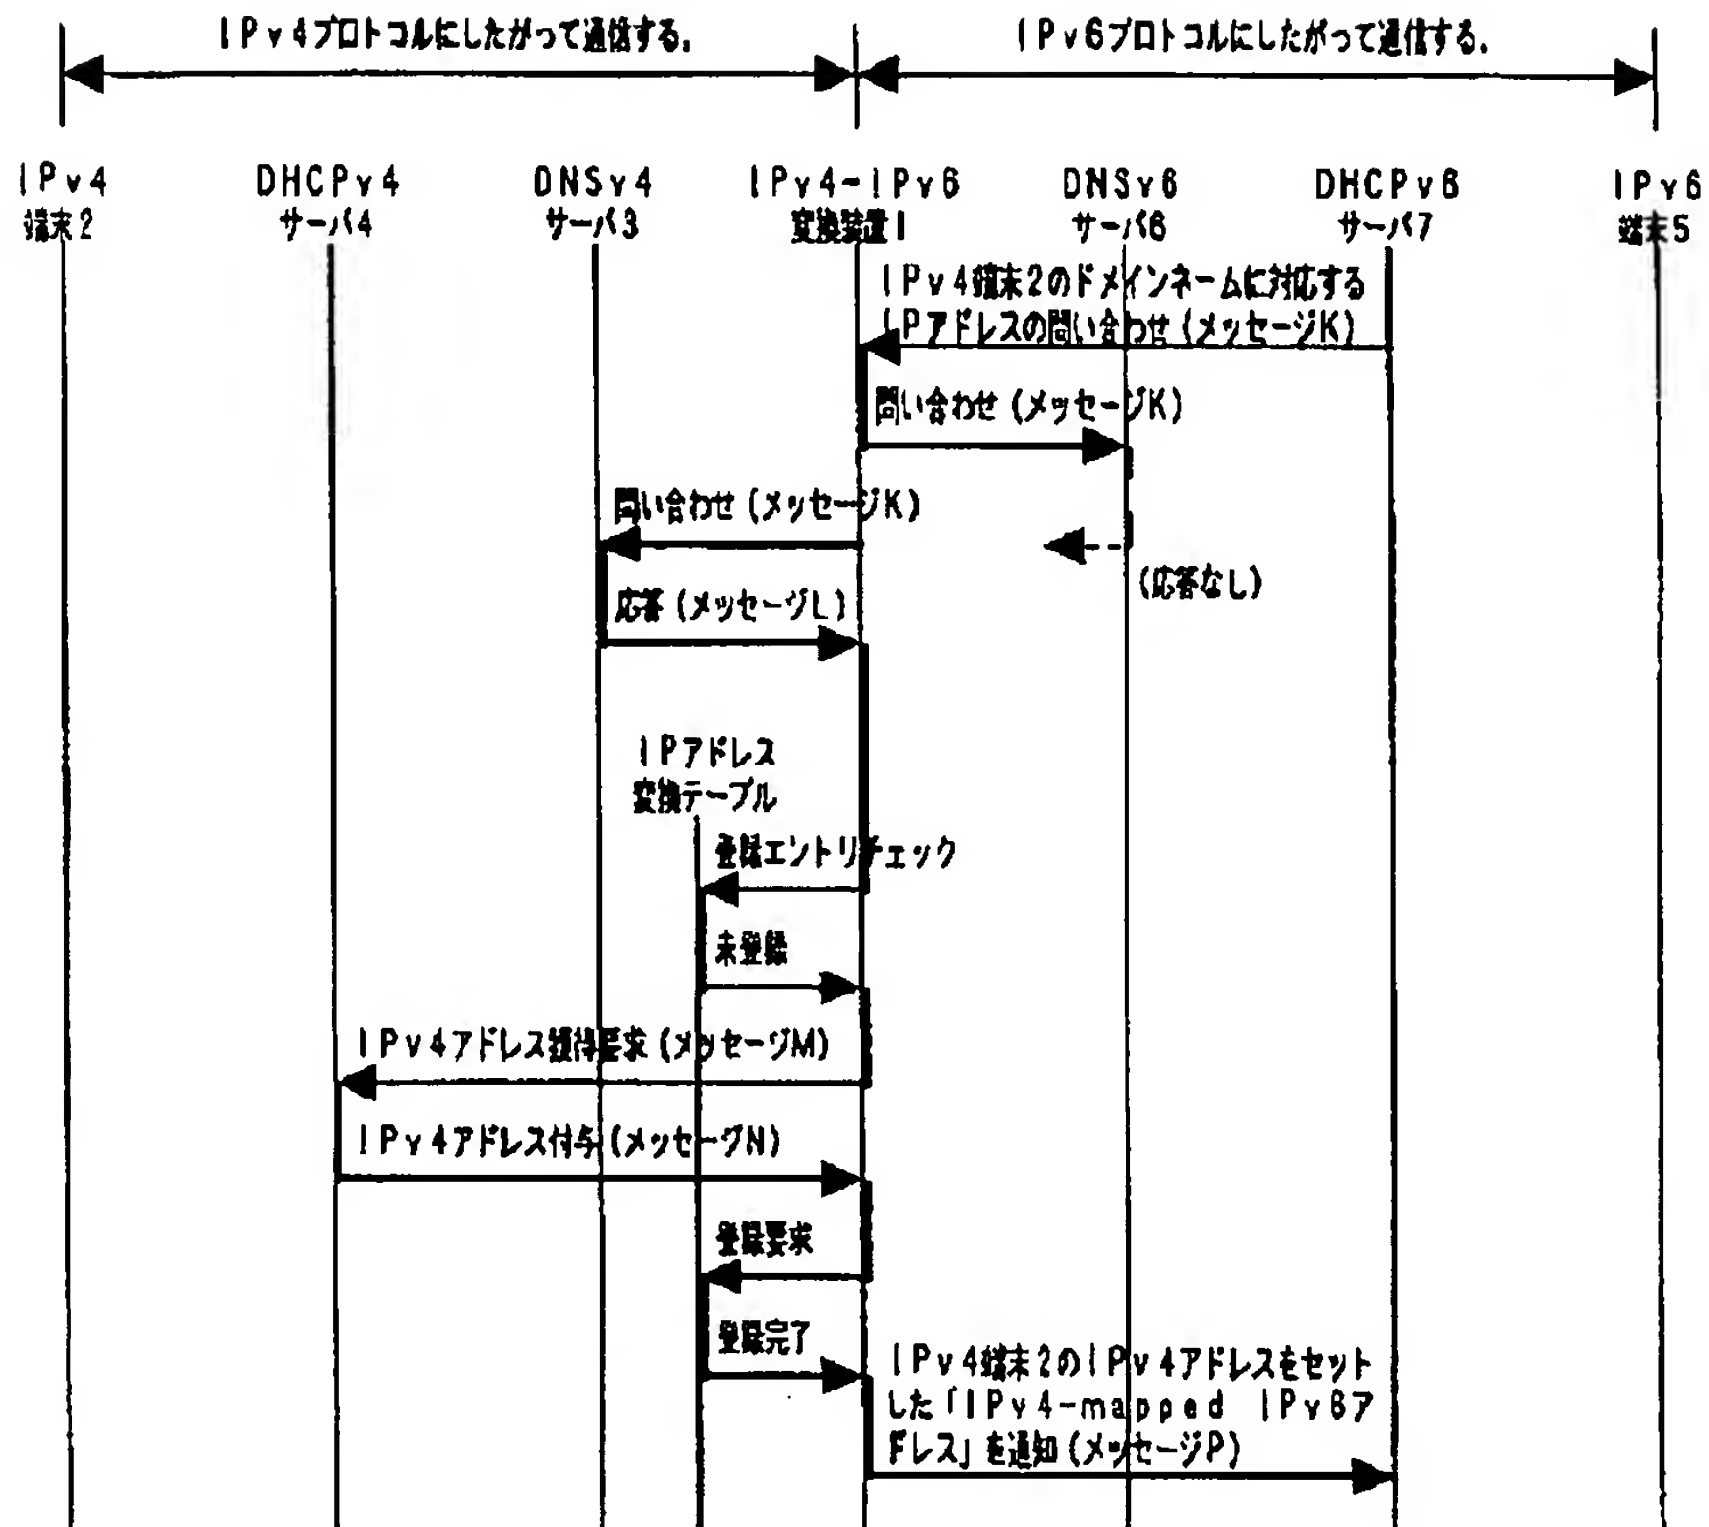 IPv4プロトコルにしたがって通信する.
IPv6プロトコルにしたがって通信する.
IPv4
端末2
DHCPv4
サーバ4
DNSv4
サーバ3
IPv4-IPv6
変換装置1
DNSv6
サーバ6
DHCPv6
サーバ7
IPv6
端末5
IPv4端末2のドメインネームに対応する
IPアドレスの問い合わせ(メッセージK)
問い合わせ(メッセージK)
問い合わせ(メッセージK)
(応答なし)
応答(メッセージL)
IPアドレス
変換テーブル
登録エントリチェック
未登録
IPv4アドレス獲得要求(メッセージM)
IPv4アドレス付与(メッセージN)
登録要求
登録完了
IPv4端末2のIPv4アドレスをセット
した「IPv4-mapped IPv6ア
ドレス」を通知(メッセージP)